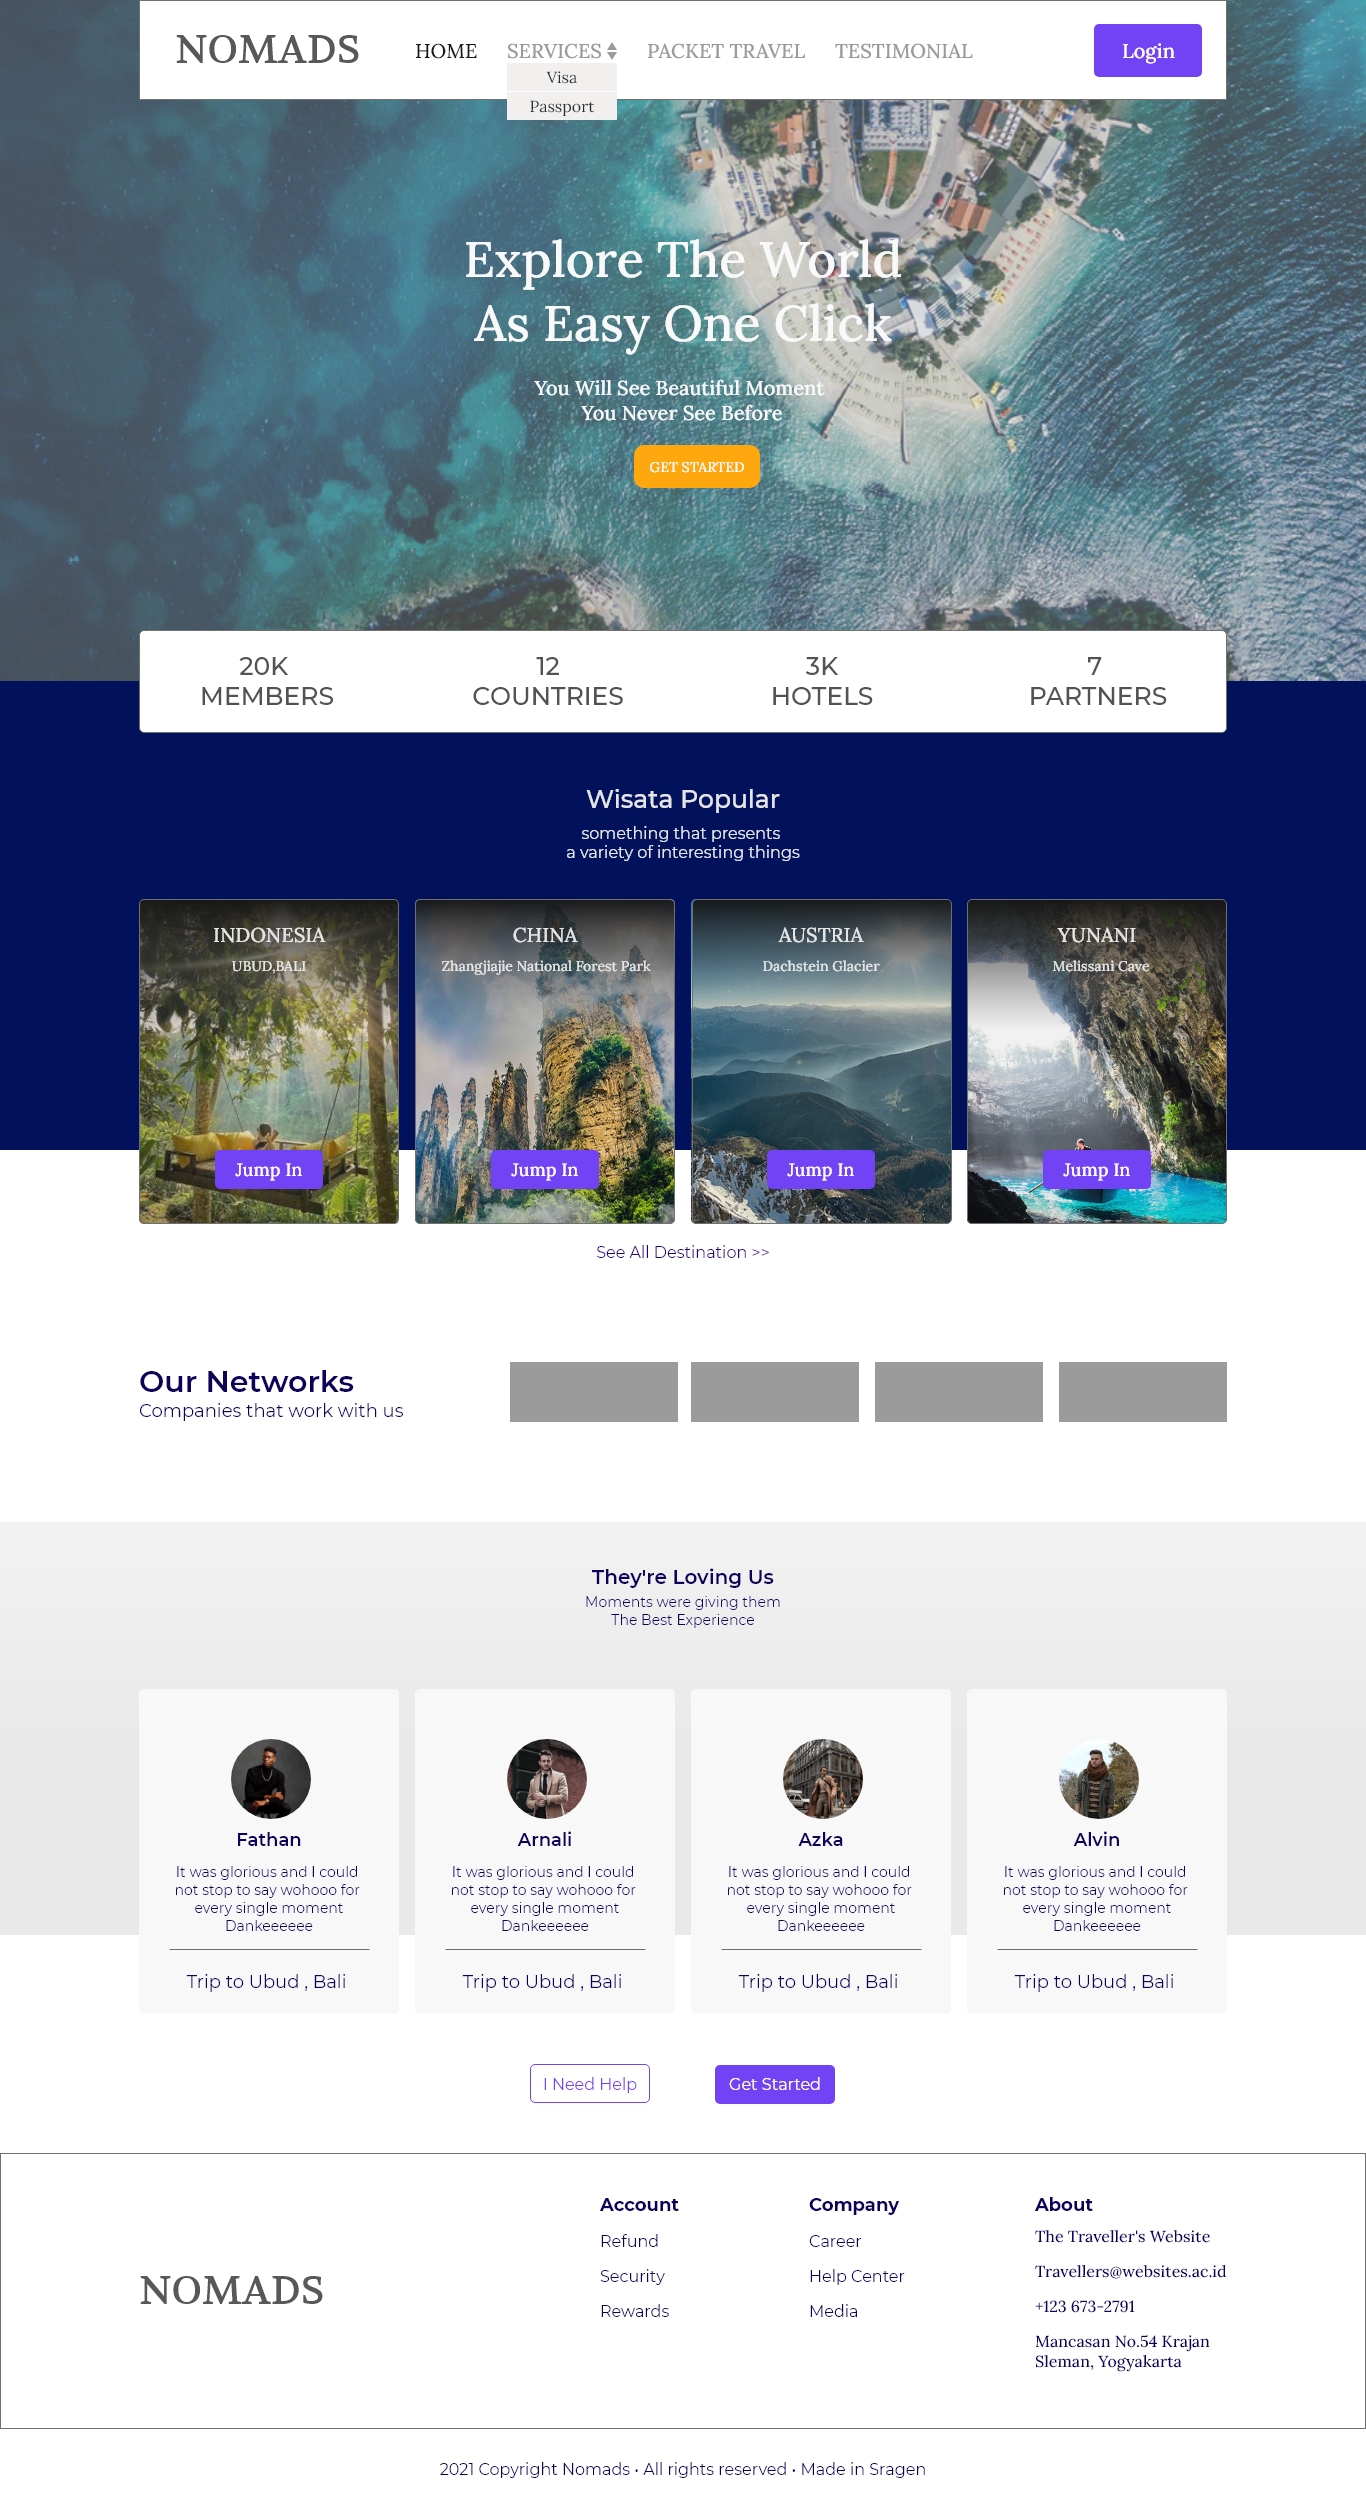 NOMADS
HOME
SERVICES
PACKET TRAVEL
TESTIMONIAL
Login
Visa
Passport
Explore The World
As Easy One Click
You Will See Beautiful Moment
You Never See Before
GET STARTED
20K
MEMBERS
12
COUNTRIES
3K
HOTELS
7
PARTNERS
Wisata Popular
something that presents
a variety of interesting things
INDONESIA
UBUD,BALI
Jump In
CHINA
Zhangjiajie National Forest Park
Jump In
AUSTRIA
Dachstein Glacier
Jump In
YUNANI
Melissani Cave
Jump In
See All Destination >>
Our Networks
Companies that work with us
They're Loving Us
Moments were giving them
The Best Experience
Fathan
It was glorious and I could
not stop to say wohooo for
every single moment
Dankeeeeee
Trip to Ubud , Bali
Arnali
It was glorious and I could
not stop to say wohooo for
every single moment
Dankeeeeee
Trip to Ubud , Bali
Azka
It was glorious and I could
not stop to say wohooo for
every single moment
Dankeeeeee
Trip to Ubud , Bali
Alvin
It was glorious and I could
not stop to say wohooo for
every single moment
Dankeeeeee
Trip to Ubud , Bali
I Need Help
Get Started
NOMADS
Account
Refund
Security
Rewards
Company
Career
Help Center
Media
About
The Traveller's Website
Travellers@websites.ac.id
+123 673-2791
Mancasan No.54 Krajan
Sleman, Yogyakarta
2021 Copyright Nomads • All rights reserved • Made in Sragen